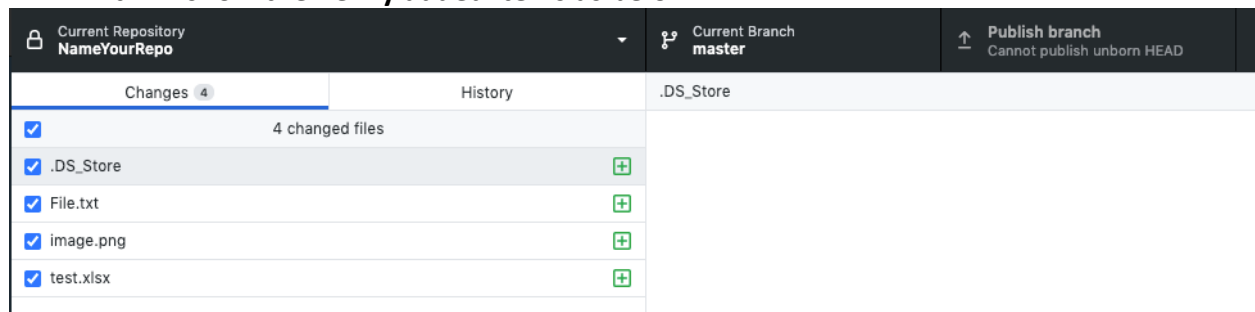 Current Repository
NameYourRepo
Current Branch
master
Publish branch
Cannot publish unborn HEAD
Changes 4
History
.DS_Store
4 changed files
.DS_Store
File.txt
image.png
test.xlsx